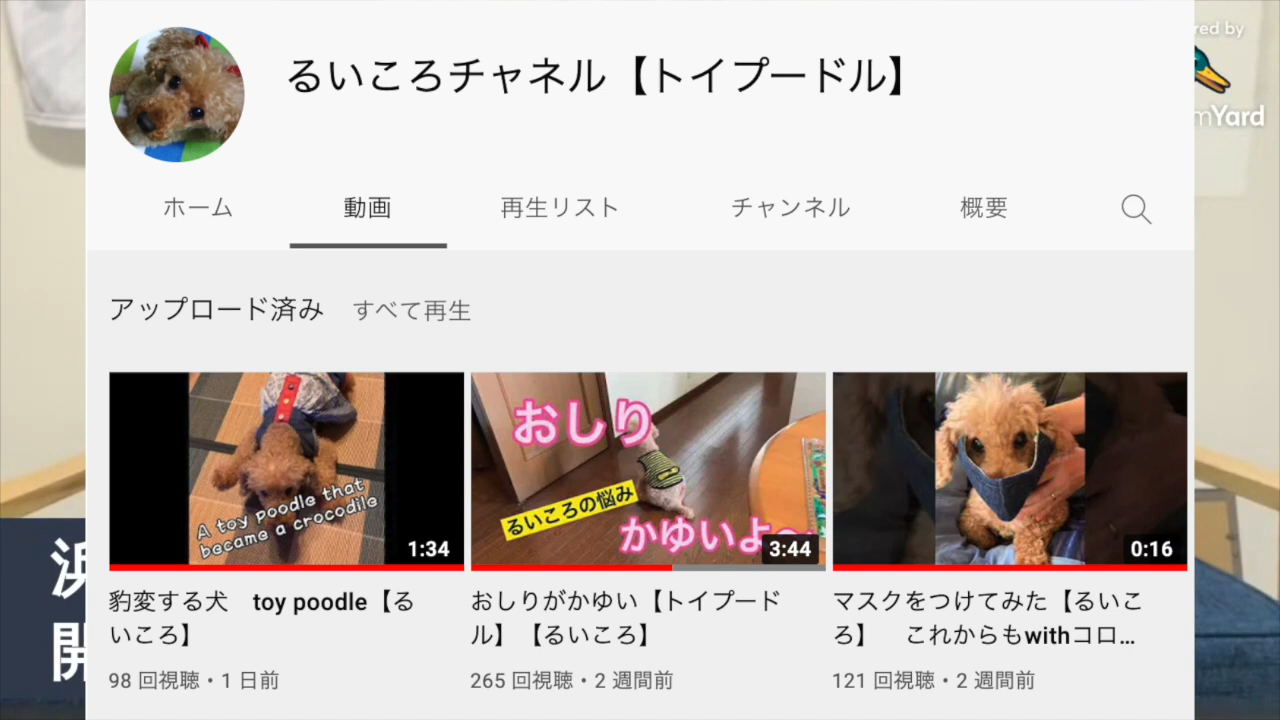 るいころチャネル【トイプードル】
red by
mYard
ホーム 動画 再生リスト チャンネル 概要
アップロード済み すべて再生
A toy poodle that
became a crocodile
1:34
おしり
るいころの悩み
かゆいよ〜
3:44
0:16
豹変する犬 toy poodle【る
いころ】
98 回視聴・1 日前
おしりがかゆい【トイプード
ル】【るいころ】
265 回視聴・2 週間前
マスクをつけてみた【るいこ
ろ】 これからもwithコロ...
121 回視聴・2 週間前
開